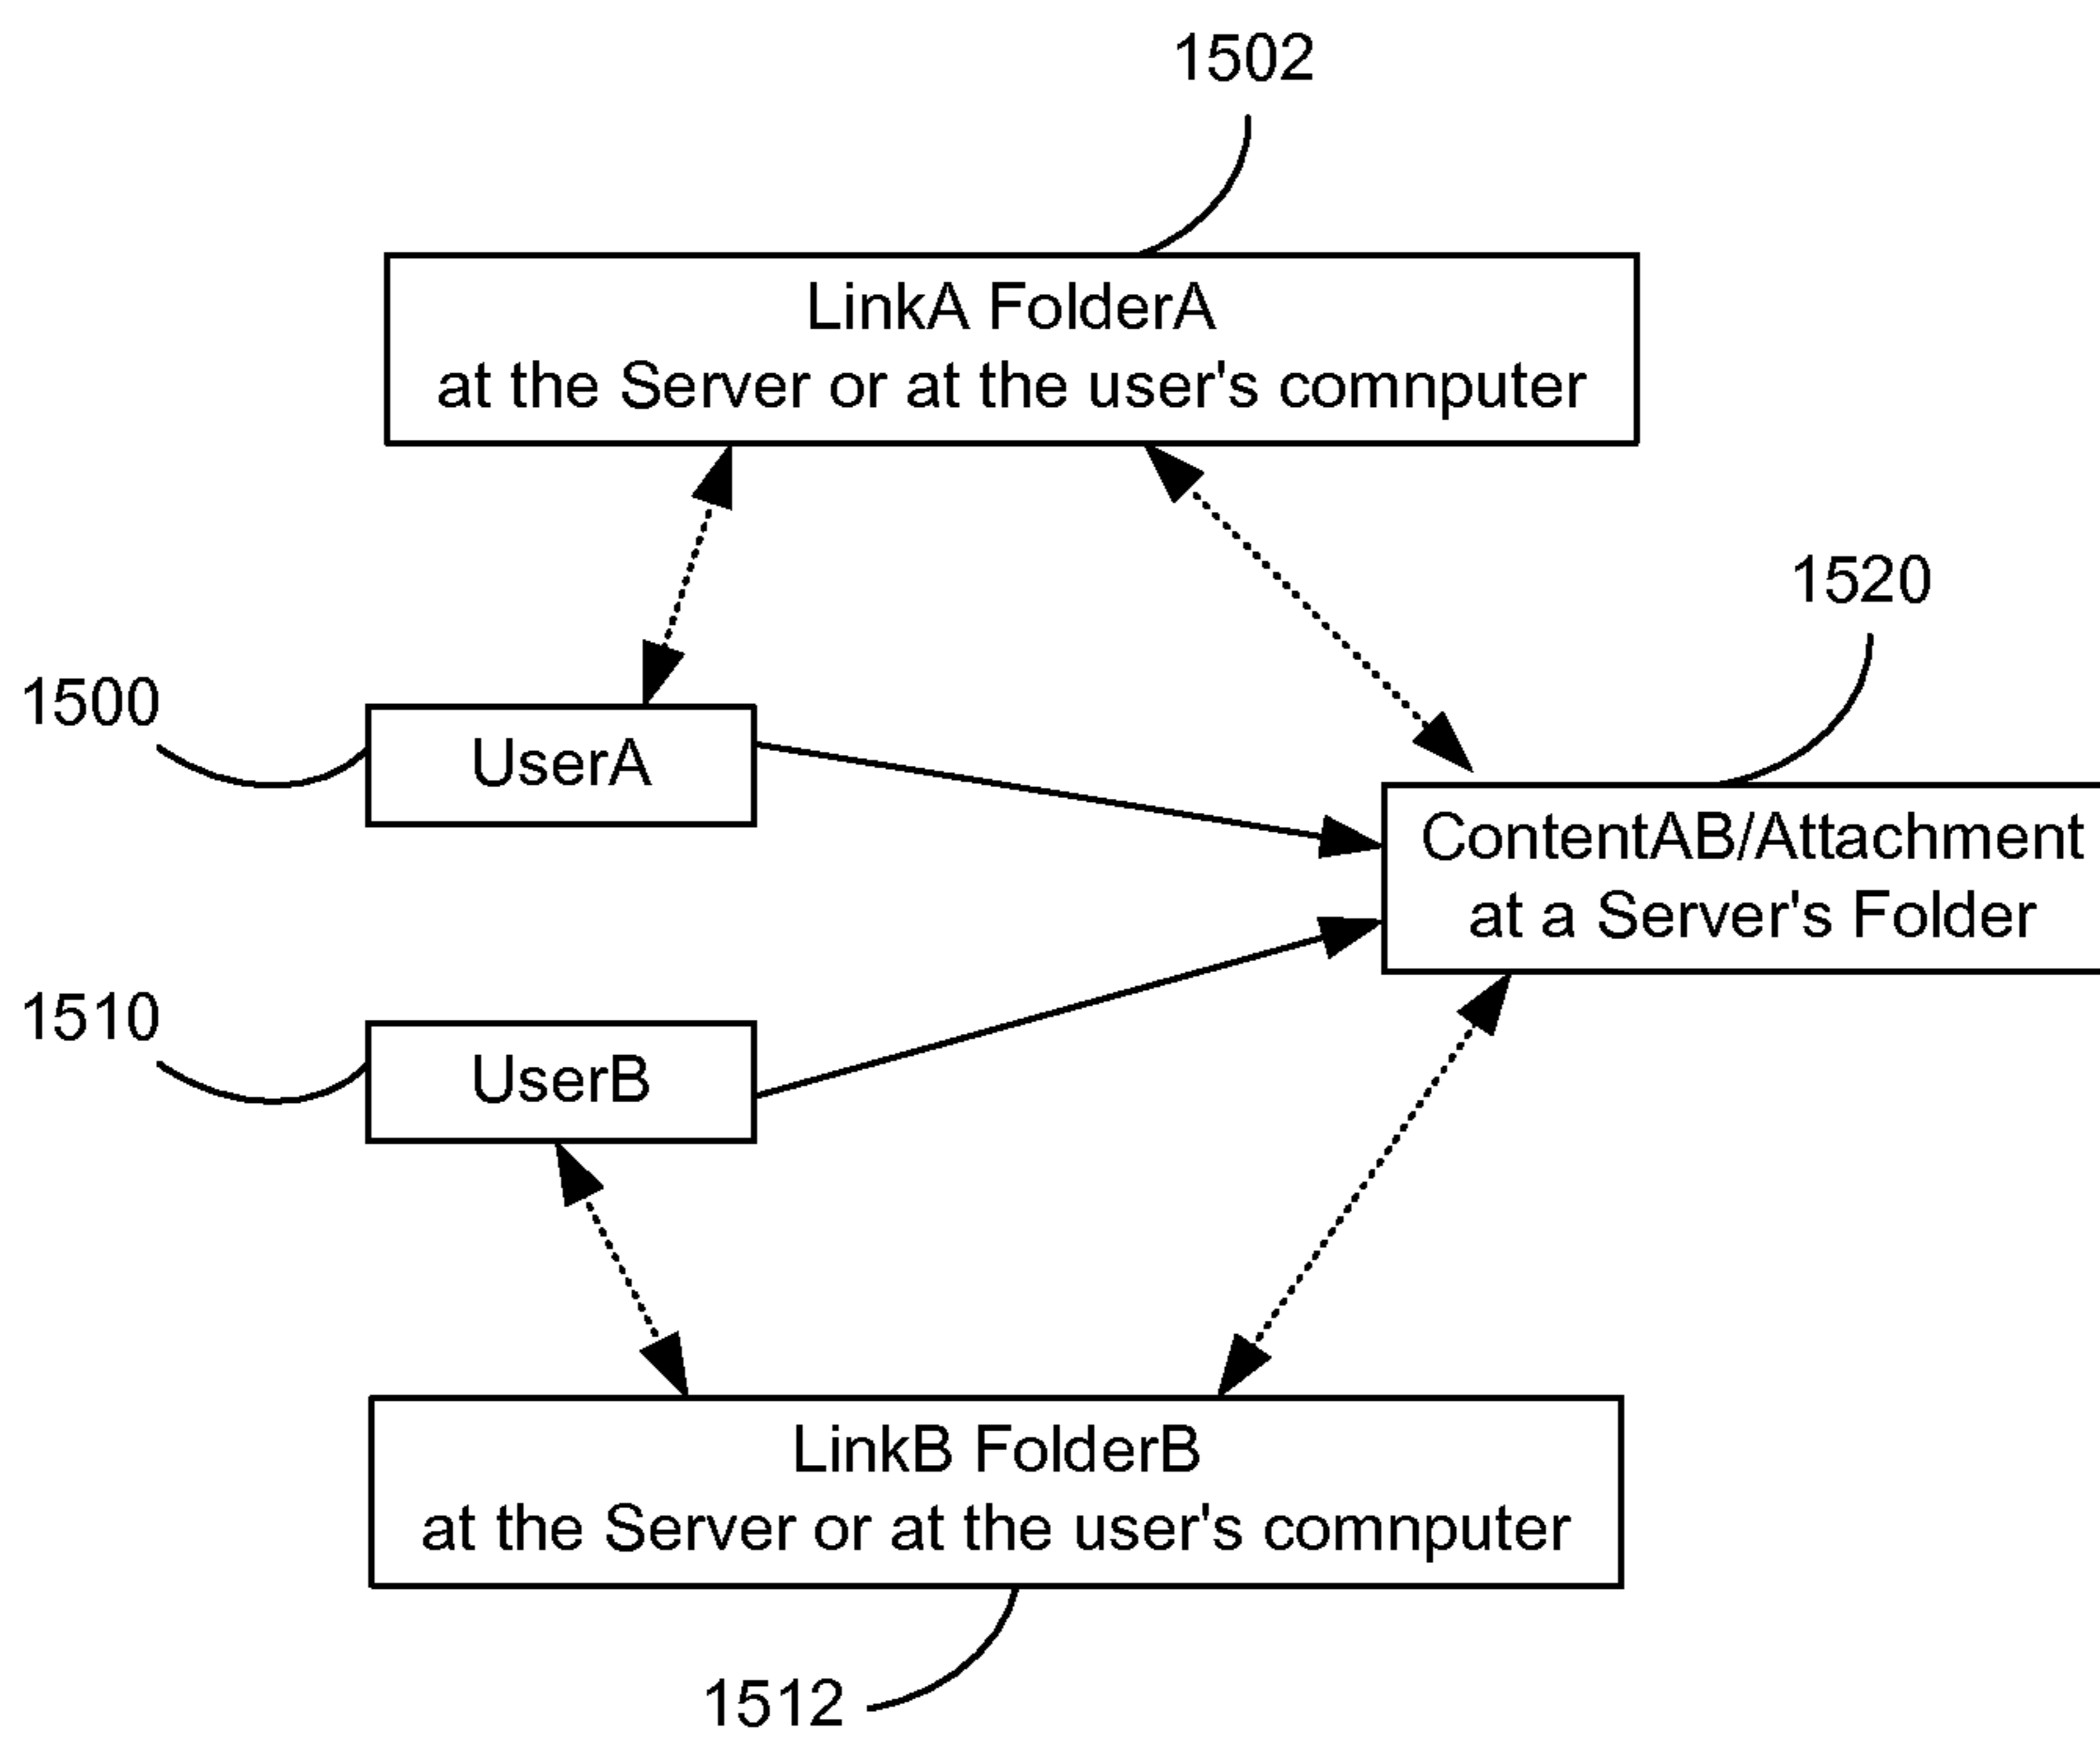 1502
LinkA FolderA
at the Server or at the user's comnputer
1520
1500
UserA
ContentAB/Attachment
at a Server's Folder
1510
UserB
LinkB FolderB
at the Server or at the user's comnputer
1512